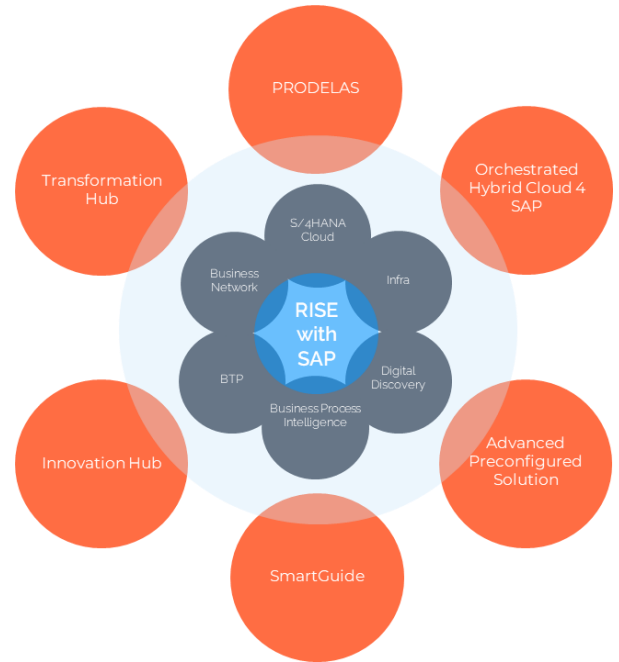 PRODELAS
Transformation
Hub
Orchestrated
Hybrid Cloud 4
SAP
S/4HANA
Cloud
Business
Network
Infra
RISE
with
SAP
BTP
Digital
Discovery
Business Process
Intelligence
Innovation Hub
Advanced
Preconfigured
Solution
SmartGuide